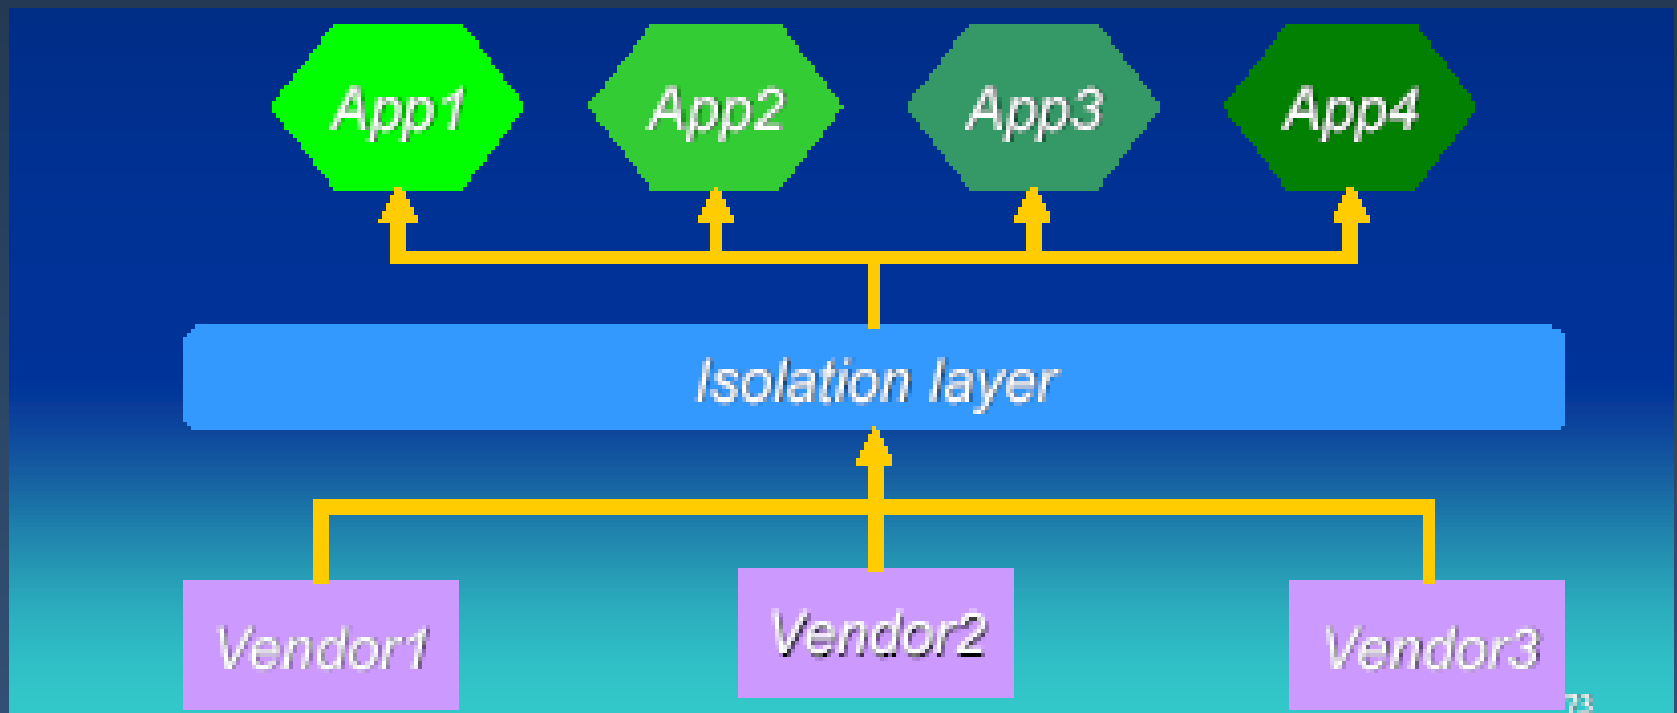 App1
App2
App3
App4
Isolation layer
Vendor1
Vendor2
Vendor3
73